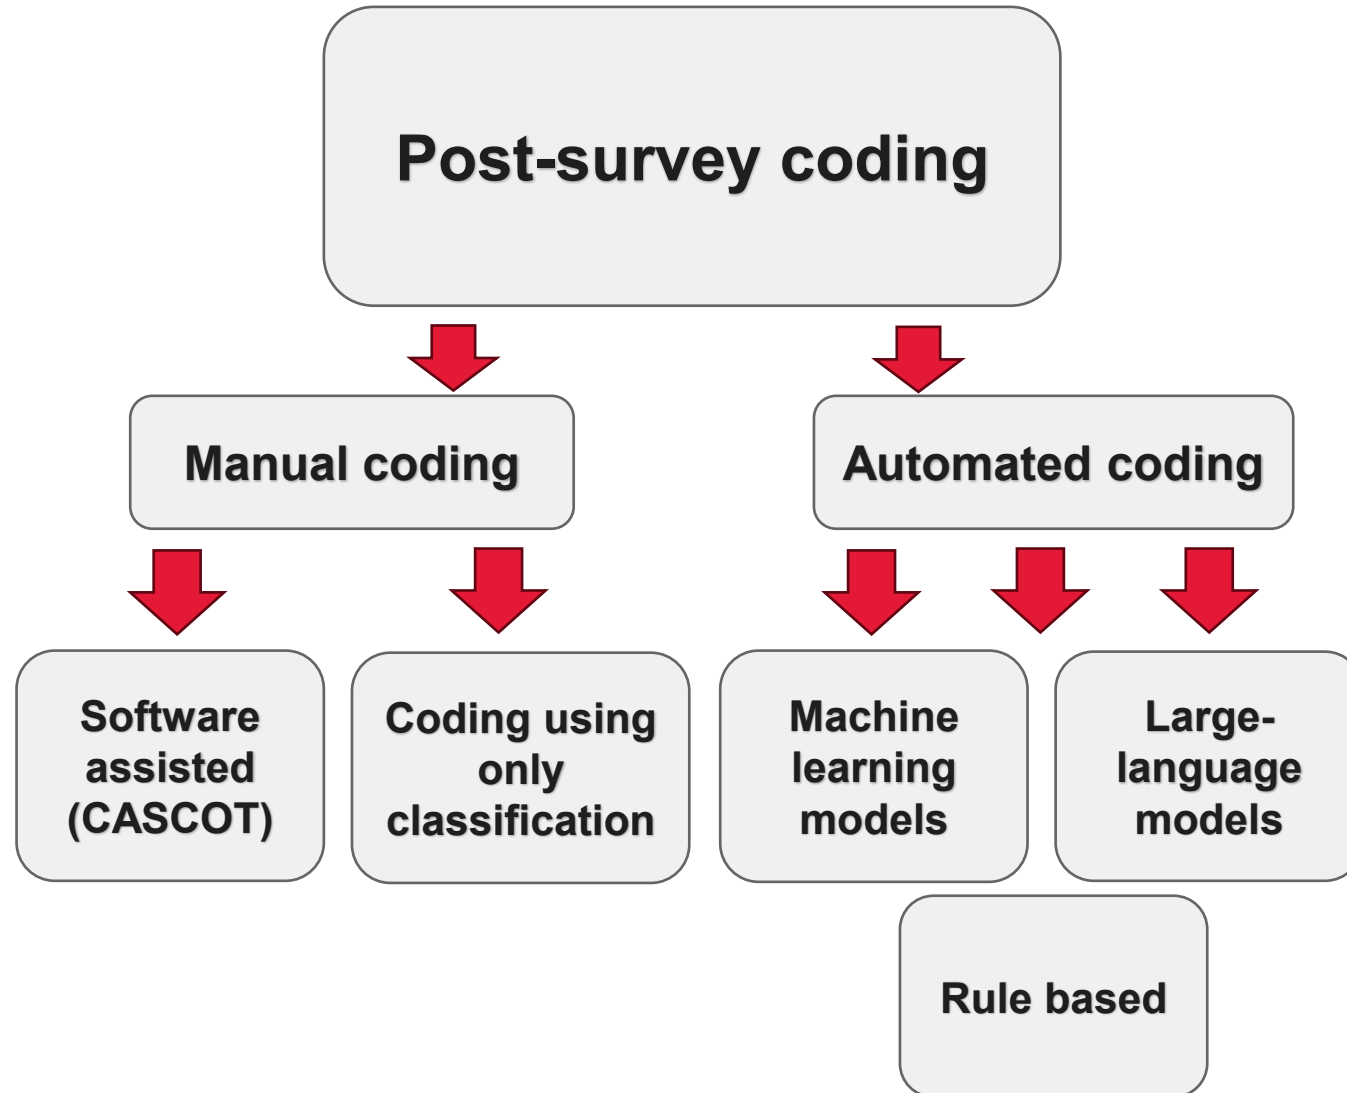 Post-survey coding
Manual coding
Automated coding
Software
assisted
(CASCOT)
Coding using
only
classification
Machine
learning
models
Large-
language
models
Rule based